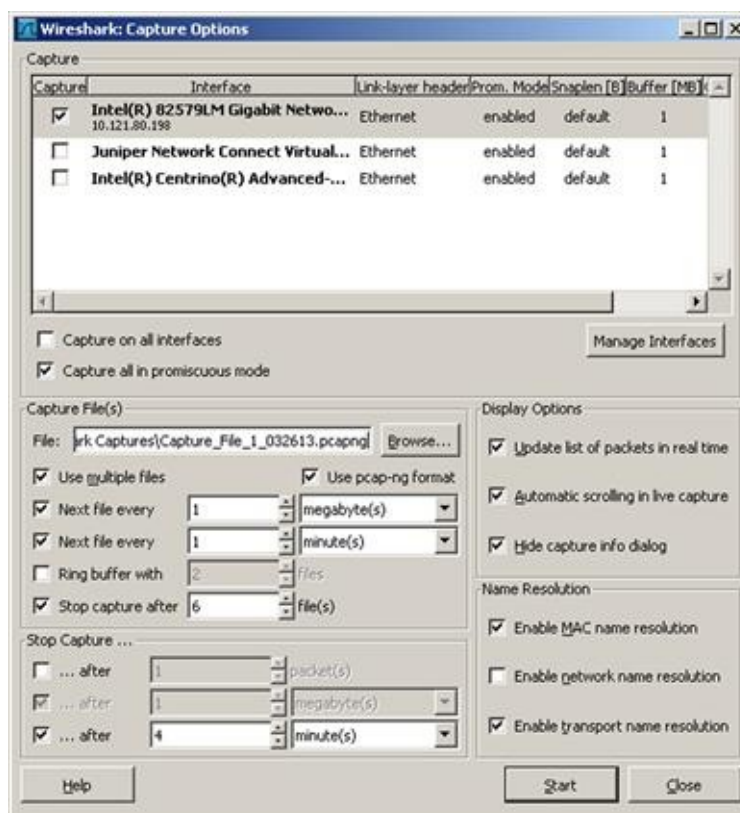 Wireshark: Capture Options
Capture
Capture Interface Link-layer header Prom. Mode Snaplen [B] Buffer [MB]
Intel(R) 82579LM Gigabit Netwo... Ethernet enabled default 1
10.121.80.198
Juniper Network Connect Virtual... Ethernet enabled default 1
Intel(R) Centrino(R) Advanced-... Ethernet enabled default 1
Capture on all interfaces
Manage Interfaces
Capture all in promiscuous mode
Capture File(s)
File: rk Captures\Capture_File_1_032613.pcapng Browse...
Use multiple files Use pcap-ng format
Next file every 1 megabyte(s)
Next file every 1 minute(s)
Ring buffer with 2 files
Stop capture after 6 file(s)
Stop Capture ...
... after 1 packet(s)
... after 1 megabyte(s)
... after 4 minute(s)
Display Options
Update list of packets in real time
Automatic scrolling in live capture
Hide capture info dialog
Name Resolution
Enable MAC name resolution
Enable network name resolution
Enable transport name resolution
Help
Start
Close